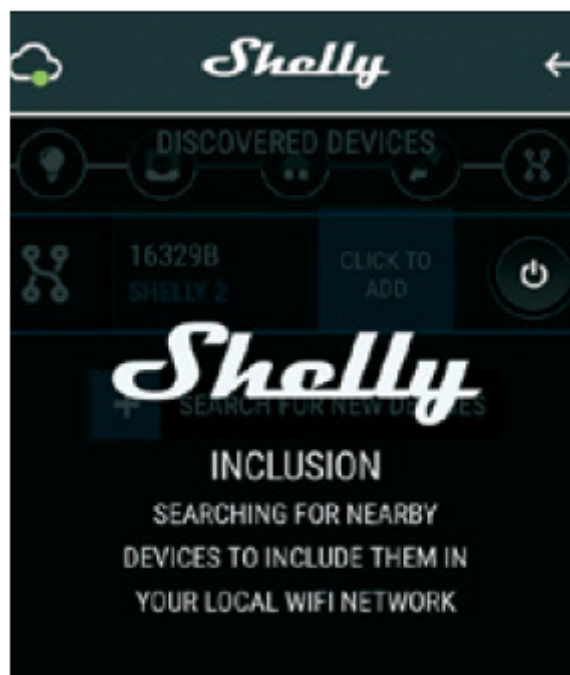 Shelly
DISCOVERED DEVICES
16329B
SHELLY 2
CLICK TO
ADD
Shelly
+ SEARCH FOR NEW DEVICES
INCLUSION
SEARCHING FOR NEARBY
DEVICES TO INCLUDE THEM IN
YOUR LOCAL WIFI NETWORK